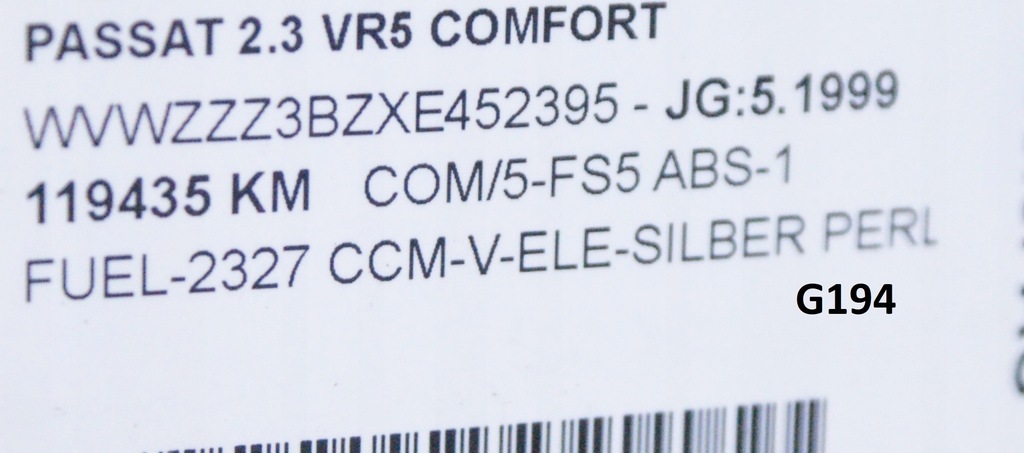 PASSAT 2.3 VR5 COMFORT
WVWZZZ3BZXE452395 - JG:5.1999
119435 KM COM/5-FS5 ABS-1
FUEL-2327 CCM-V-ELE-SILBER PERL
G194